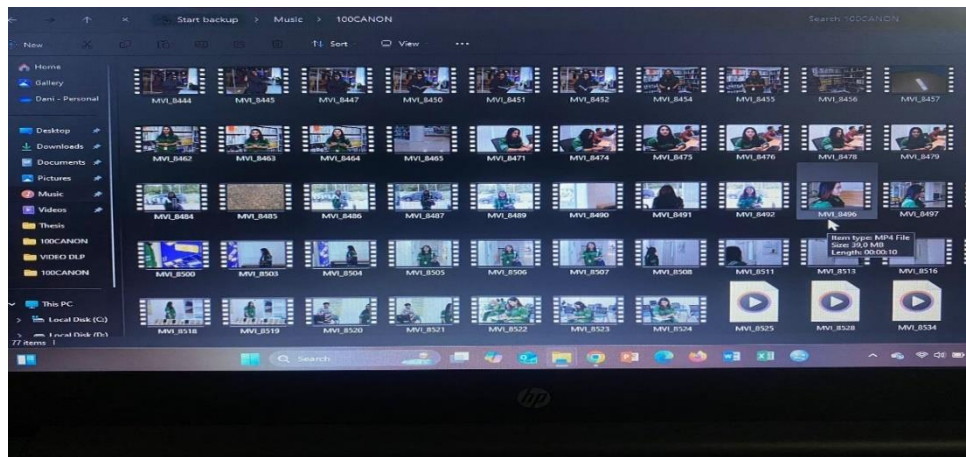 Start backup > Music > 100CANON
Search 100CANON
New
Sort
View
...
Home
Gallery
Deni - Personal
Desktop
Downloads
Documents
Pictures
Music
Videos
Thesis
100CANON
VIDEO DLP
100CANON
This PC
Local Disk (C:)
Local Disk (D:)
MVI_8444 MVI_8445 MVI_8447 MVI_8450 MVI_8451 MVI_8452 MVI_8454 MVI_8455 MVI_8456 MVI_8457
MVI_8462 MVI_8463 MVI_8464 MVI_8465 MVI_8471 MVI_8474 MVI_8475 MVI_8476 MVI_8478 MVI_8479
MVI_8484 MVI_8485 MVI_8486 MVI_8487 MVI_8489 MVI_8490 MVI_8491 MVI_8492 MVI_8496 MVI_8497
Item type: MP4 File
Size: 39,0 MB
Length: 00:00:10
MVI_8500 MVI_8503 MVI_8504 MVI_8505 MVI_8506 MVI_8507 MVI_8508 MVI_8511 MVI_8513 MVI_8516
MVI_8518 MVI_8519 MVI_8520 MVI_8521 MVI_8522 MVI_8523 MVI_8524 MVI_8525 MVI_8528 MVI_8534
77 items
Search
hp